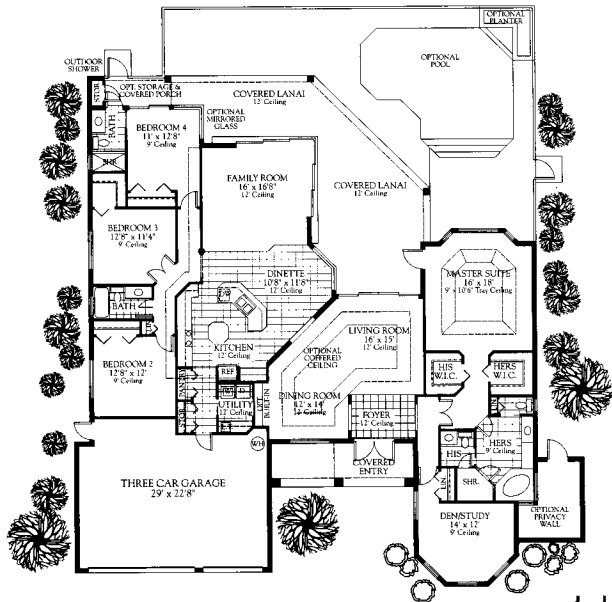 OPTIONAL
PLANTER
OPTIONAL
POOL
OUTDOOR
SHOWER
STOR
OPT. STORAGE &
COVERED PORCH
COVERED LANAI
12' Ceiling
OPTIONAL
MIRRORED
GLASS
BATH
BEDROOM 4
11' x 12'8"
9' Ceiling
SHR.
FAMILY ROOM
16' x 16'8"
12' Ceiling
COVERED LANAI
12' Ceiling
BEDROOM 3
12'8" x 11'4"
9' Ceiling
DINETTE
10'8" x 11'8"
12' Ceiling
MASTER SUITE
16' x 18'
9' x 10'6" Tray Ceiling
BATH
KITCHEN
12' Ceiling
LIVING ROOM
16' x 15'
12' Ceiling
OPTIONAL
COFFERED
CEILING
BEDROOM 2
12'8" x 12'
9' Ceiling
REF
HIS
W.I.C.
HERS
W.I.C.
PANTRY
UTILITY
12' Ceiling
STOR
OPT.
BUILT-IN
DINING ROOM
12' x 14'
12' Ceiling
FOYER
12' Ceiling
HERS
9' Ceiling
HIS
WH
COVERED
ENTRY
LIN
SHR.
THREE CAR GARAGE
29' x 22'8"
DEN/STUDY
14' x 12'
9' Ceiling
OPTIONAL
PRIVACY
WALL